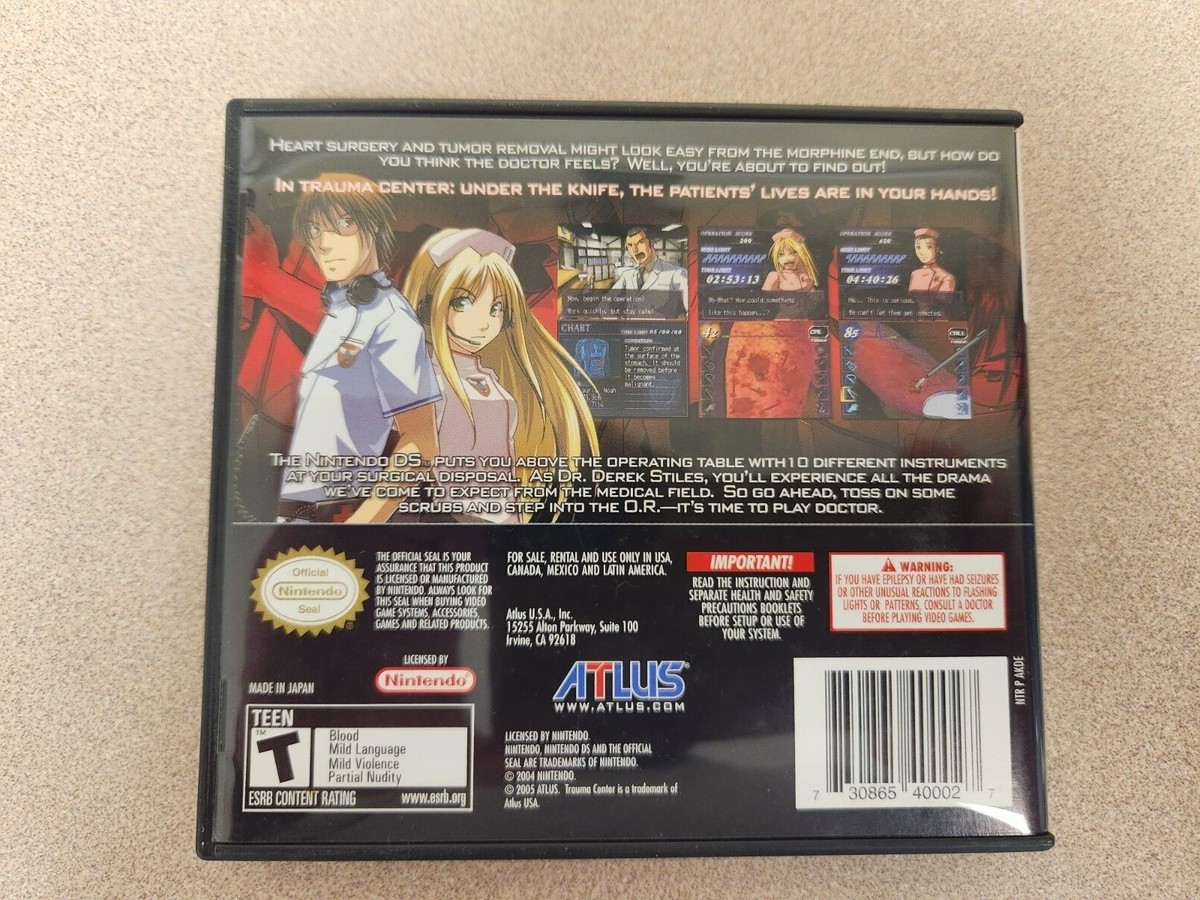 HEART SURGERY AND TUMOR REMOVAL MIGHT LOOK EASY FROM THE MORPHINE END, BUT HOW DO
YOU THINK THE DOCTOR FEELS? WELL, YOU'RE ABOUT TO FIND OUT!
IN TRAUMA CENTER: UNDER THE KNIFE, THE PATIENTS' LIVES ARE IN YOUR HANDS!
Now, begin the operation!
Work quickly, but stay calm!
CHART
TIME LIMIT 05/00/00
CONDITION
Tumor confirmed at
the surface of the
stomach. It should
be removed before
it becomes
malignant.
OPERATION SCORE
200
TIME LIMIT
02:53:13
Wh-What? How could something
like this happen...?
42
OPERATION SCORE
620
TIME LIMIT
04:40:26
Hm... This is serious.
We can't let them get infected.
85
THE NINTENDO DS™ PUTS YOU ABOVE THE OPERATING TABLE WITH 10 DIFFERENT INSTRUMENTS
AT YOUR SURGICAL DISPOSAL. AS DR. DEREK STILES, YOU'LL EXPERIENCE ALL THE DRAMA
WE'VE COME TO EXPECT FROM THE MEDICAL FIELD. SO GO AHEAD, TOSS ON SOME
SCRUBS AND STEP INTO THE O.R.—IT'S TIME TO PLAY DOCTOR.
Official
Nintendo
Seal
®
THE OFFICIAL SEAL IS YOUR
ASSURANCE THAT THIS PRODUCT
IS LICENSED OR MANUFACTURED
BY NINTENDO. ALWAYS LOOK FOR
THIS SEAL WHEN BUYING VIDEO
GAME SYSTEMS, ACCESSORIES,
GAMES AND RELATED PRODUCTS.
FOR SALE, RENTAL AND USE ONLY IN USA,
CANADA, MEXICO AND LATIN AMERICA.
Atlus U.S.A., Inc.
15255 Alton Parkway, Suite 100
Irvine, CA 92618
IMPORTANT!
READ THE INSTRUCTION AND
SEPARATE HEALTH AND SAFETY
PRECAUTIONS BOOKLETS
BEFORE SETUP OR USE OF
YOUR SYSTEM.
WARNING:
IF YOU HAVE EPILEPSY OR HAVE HAD SEIZURES
OR OTHER UNUSUAL REACTIONS TO FLASHING
LIGHTS OR PATTERNS, CONSULT A DOCTOR
BEFORE PLAYING VIDEO GAMES.
MADE IN JAPAN
LICENSED BY
Nintendo®
ATLUS®
WWW.ATLUS.COM
TEEN
T™
Blood
Mild Language
Mild Violence
Partial Nudity
ESRB CONTENT RATING www.esrb.org
LICENSED BY NINTENDO.
NINTENDO, NINTENDO DS AND THE OFFICIAL
SEAL ARE TRADEMARKS OF NINTENDO.
© 2004 NINTENDO.
© 2005 ATLUS. Trauma Center is a trademark of
Atlus USA.
NTR P AKDE
7 30865 40002 7